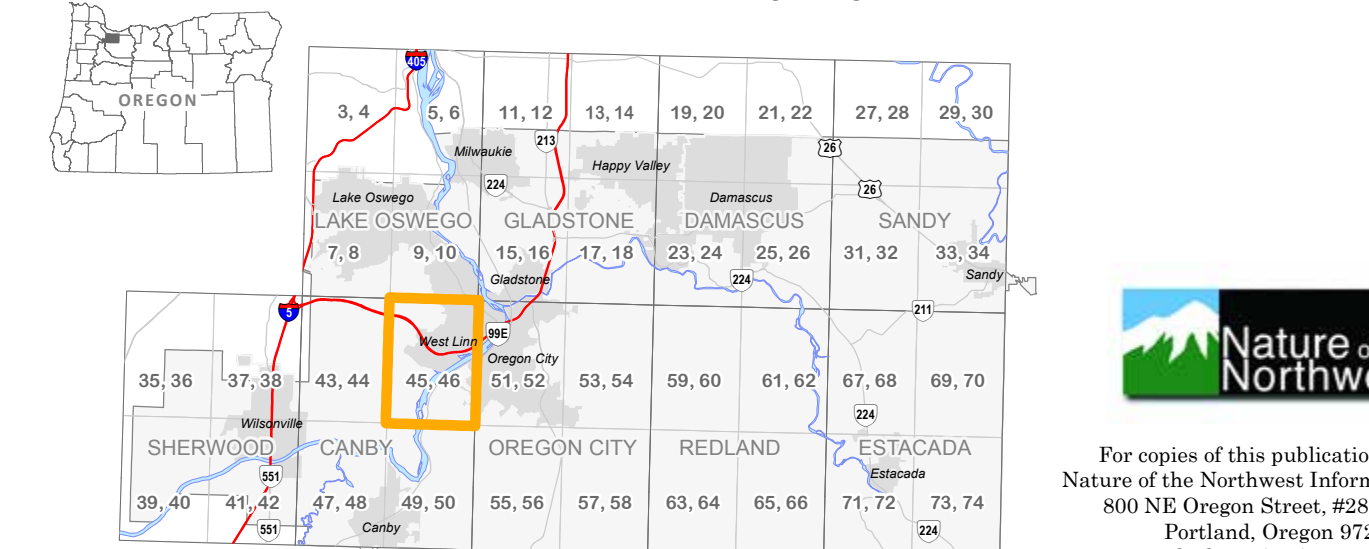 OREGON
405
3, 4
5, 6
11, 12
13, 14
19, 20
21, 22
27, 28
29, 30
213
26
Milwaukie
Happy Valley
224
26
Lake Oswego
Damascus
LAKE OSWEGO
GLADSTONE
DAMASCUS
SANDY
7, 8
9, 10
15, 16
17, 18
23, 24
25, 26
31, 32
33, 34
Gladstone
224
Sandy
5
211
99E
West Linn
Oregon City
35, 36
37, 38
43, 44
45, 46
51, 52
53, 54
59, 60
61, 62
67, 68
69, 70
224
Wilsonville
SHERWOOD
CANBY
OREGON CITY
REDLAND
ESTACADA
551
Estacada
39, 40
41, 42
47, 48
49, 50
55, 56
57, 58
63, 64
65, 66
71, 72
73, 74
551
Canby
224
Nature o
Northwe
For copies of this publicatio
Nature of the Northwest Inform
800 NE Oregon Street, #28
Portland, Oregon 972